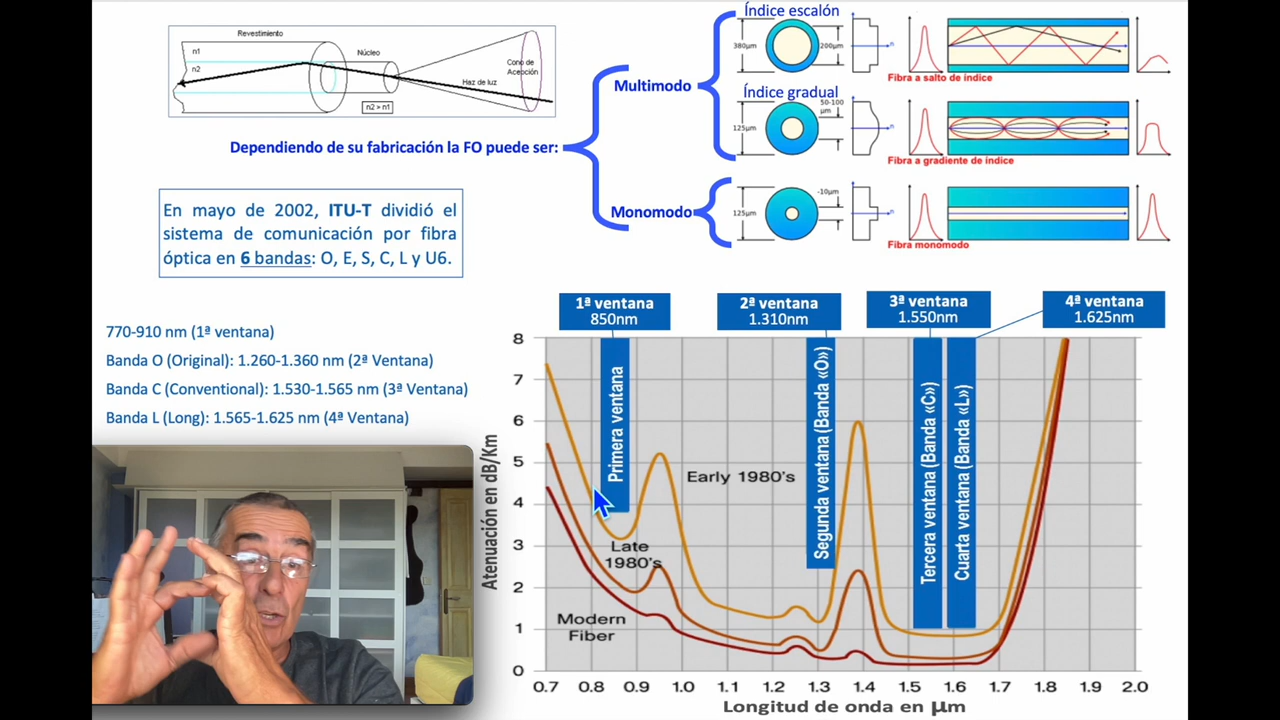 Revestimiento
n1
n2
Núcleo
Cono de
Acepción
Haz de luz
n2 > n1
Dependiendo de su fabricación la FO puede ser:
Multimodo
Monomodo
Índice escalón
380µm
200µm
n
Fibra a salto de índice
Índice gradual
125µm
50-100
µm
n
Fibra a gradiente de índice
125µm
~10µm
n
Fibra monomodo
En mayo de 2002, ITU-T dividió el
sistema de comunicación por fibra
óptica en 6 bandas: O, E, S, C, L y U6.
770-910 nm (1ª ventana)
Banda O (Original): 1.260-1.360 nm (2ª Ventana)
Banda C (Conventional): 1.530-1.565 nm (3ª Ventana)
Banda L (Long): 1.565-1.625 nm (4ª Ventana)
1ª ventana
850nm
2ª ventana
1.310nm
3ª ventana
1.550nm
4ª ventana
1.625nm
Atenuación en dB/Km
8
7
6
5
4
3
2
1
0
Primera ventana
Segunda ventana (Banda «O»)
Tercera ventana (Banda «C»)
Cuarta ventana (Banda «L»)
Early 1980's
Late
1980's
Modern
Fiber
0.7 0.8 0.9 1.0 1.1 1.2 1.3 1.4 1.5 1.6 1.7 1.8 1.9 2.0
Longitud de onda en µm